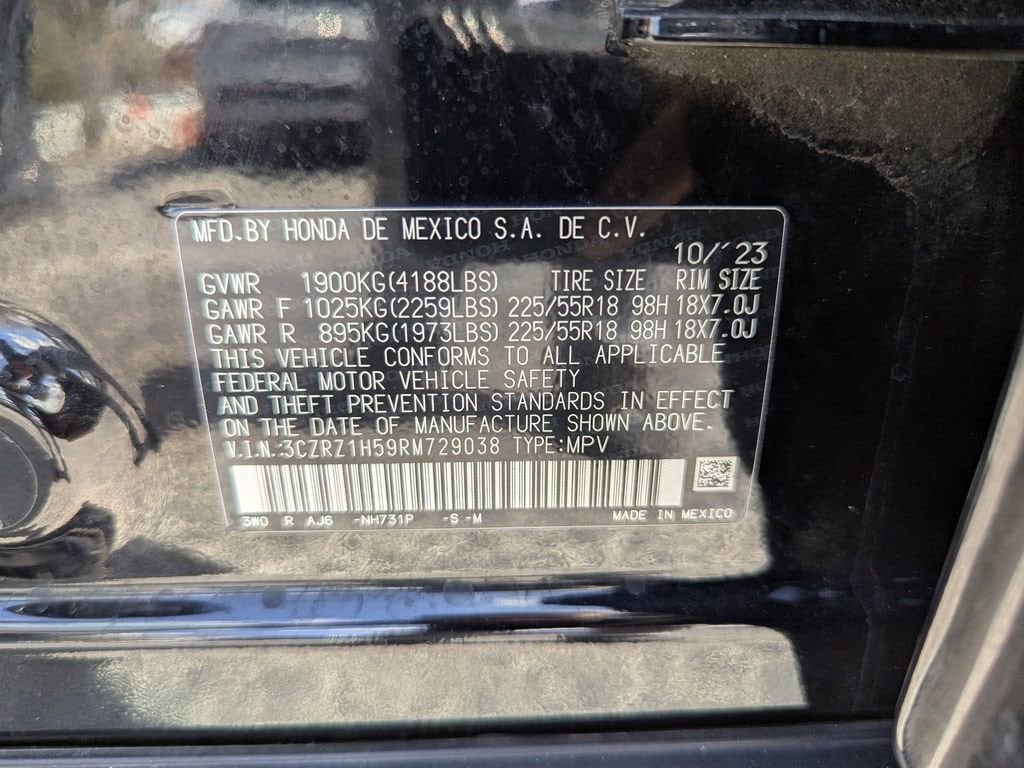 MFD.BY HONDA DE MEXICO S.A. DE C.V.
10/´23
GVWR 1900KG(4188LBS) TIRE SIZE RIM SIZE
GAWR F 1025KG(2259LBS) 225/55R18 98H 18X7.0J
GAWR R 895KG(1973LBS) 225/55R18 98H 18X7.0J
THIS VEHICLE CONFORMS TO ALL APPLICABLE
FEDERAL MOTOR VEHICLE SAFETY
AND THEFT PREVENTION STANDARDS IN EFFECT
ON THE DATE OF MANUFACTURE SHOWN ABOVE.
V.I.N.:3CZRZ1H59RM729038 TYPE:MPV
3W0 R AJ6 -NH731P -S -M MADE IN MEXICO